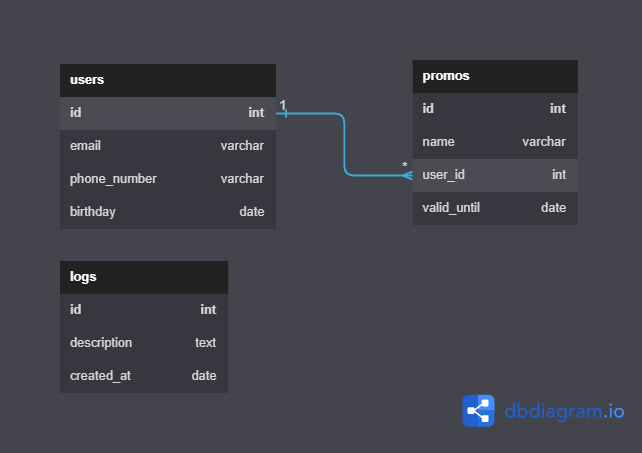 users
id int
email varchar
phone_number varchar
birthday date
1
*
promos
id int
name varchar
user_id int
valid_until date
logs
id int
description text
created_at date
dbdiagram.io